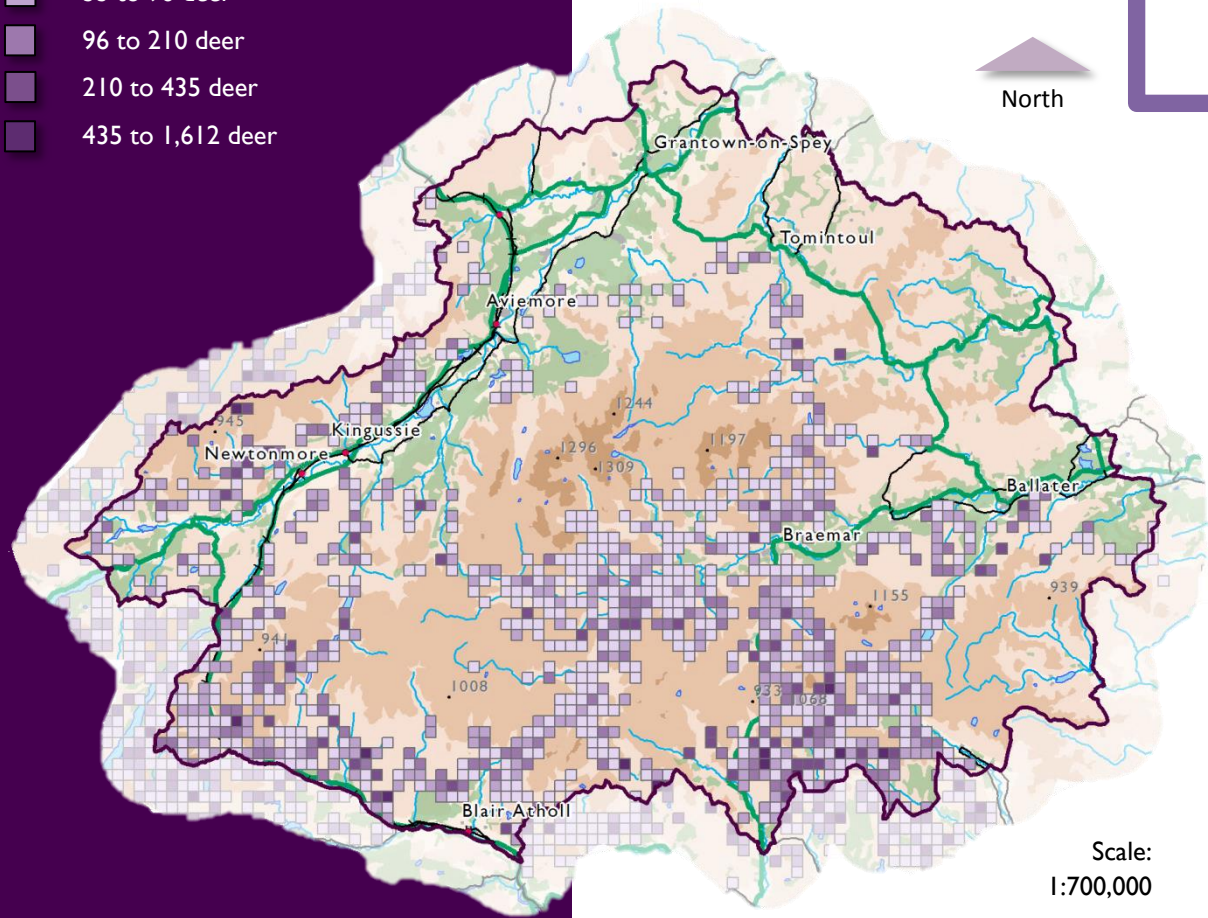 96 to 210 deer
210 to 435 deer
435 to 1,612 deer
North
Grantown-on-Spey
Tomintoul
Aviemore
1244
945
Kingussie
1296
1197
Newtonmore
1309
Ballater
Braemar
939
1155
941
1008
933
1068
Blair Atholl
Scale:
1:700,000